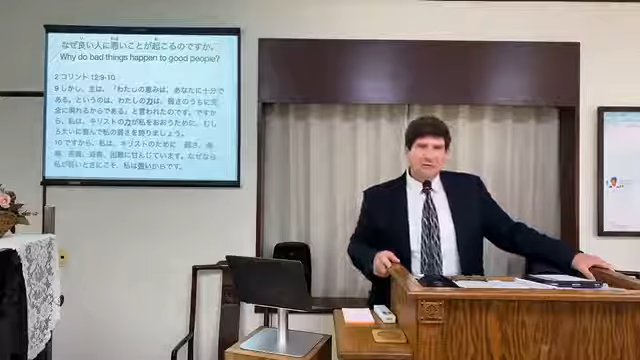 なぜ良い人に悪いことが起こるのですか。
Why do bad things happen to good people?
2 コリント 12:9-10
9 しかし、主は、「わたしの恵みは、あなたに十分で
ある。というのは、わたしの力は、弱さのうちに完
全に現れるからである」と言われたのです。ですか
ら、私は、キリストの力が私をおおうために、むし
ろ大いに喜んで私の弱さを誇りましょう。
10 ですから、私は、キリストのために、弱さ、侮
辱、苦痛、迫害、困難に甘んじています。なぜなら
私が弱いときにこそ、私は強いからです。